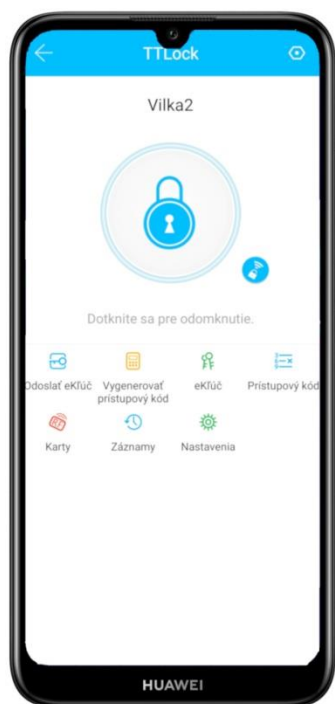 TTLock
Vilka2
Dotknite sa pre odomknutie.
Odoslať eKľúč
Vygenerovať
prístupový kód
eKľúč
Prístupový kód
Karty
Záznamy
Nastavenia
HUAWEI